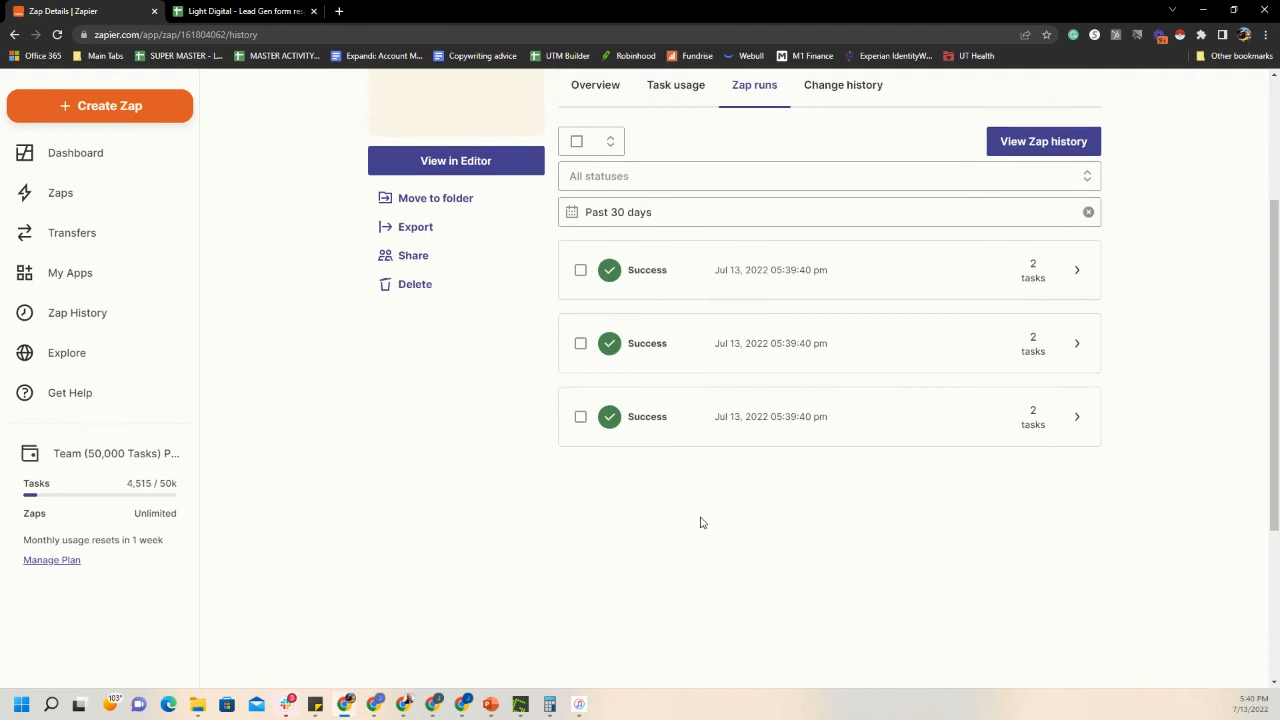 Zap Details | Zapier
Light Digital - Lead Gen form res
zapier.com/app/zap/161804062/history
Office 365
Main Tabs
SUPER MASTER - L...
MASTER ACTIVITY...
Expandi: Account M...
Copywriting advice
UTM Builder
Robinhood
Fundrise
Webull
M1 Finance
Experian IdentityW...
UT Health
Other bookmarks
+ Create Zap
Dashboard
Zaps
Transfers
My Apps
Zap History
Explore
Get Help
Team (50,000 Tasks) P...
Tasks 4,515 / 50k
Zaps Unlimited
Monthly usage resets in 1 week
Manage Plan
View in Editor
Move to folder
Export
Share
Delete
Overview Task usage Zap runs Change history
View Zap history
All statuses
Past 30 days
Success Jul 13, 2022 05:39:40 pm 2
tasks
Success Jul 13, 2022 05:39:40 pm 2
tasks
Success Jul 13, 2022 05:39:40 pm 2
tasks
103°
5:40 PM
7/13/2022